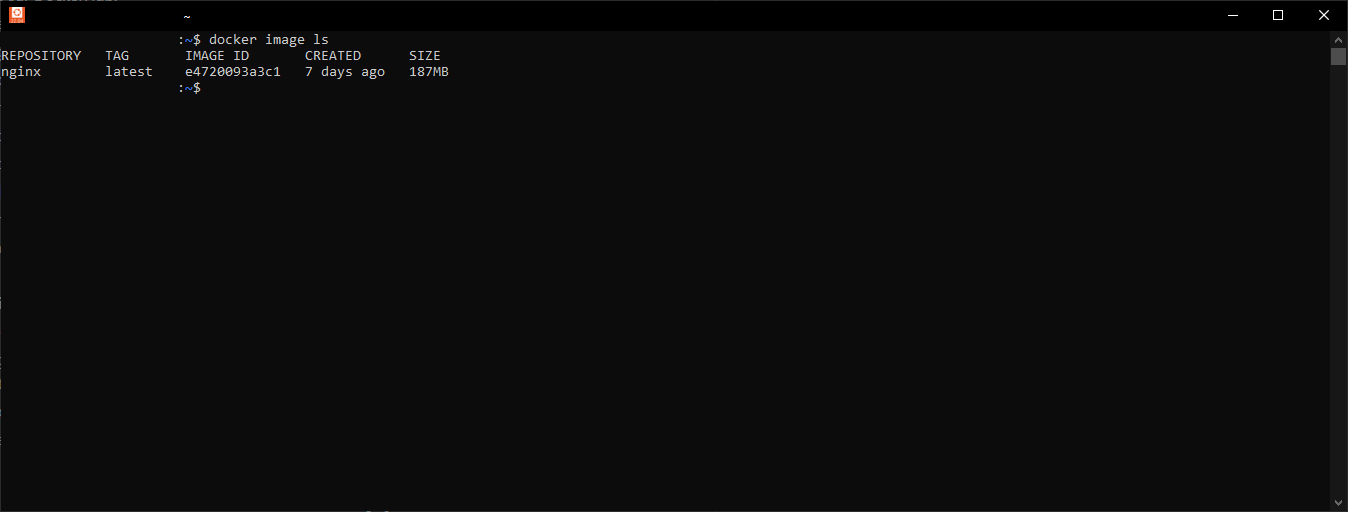 ~
:~$ docker image ls
REPOSITORY TAG IMAGE ID CREATED SIZE
nginx latest e4720093a3c1 7 days ago 187MB
:~$